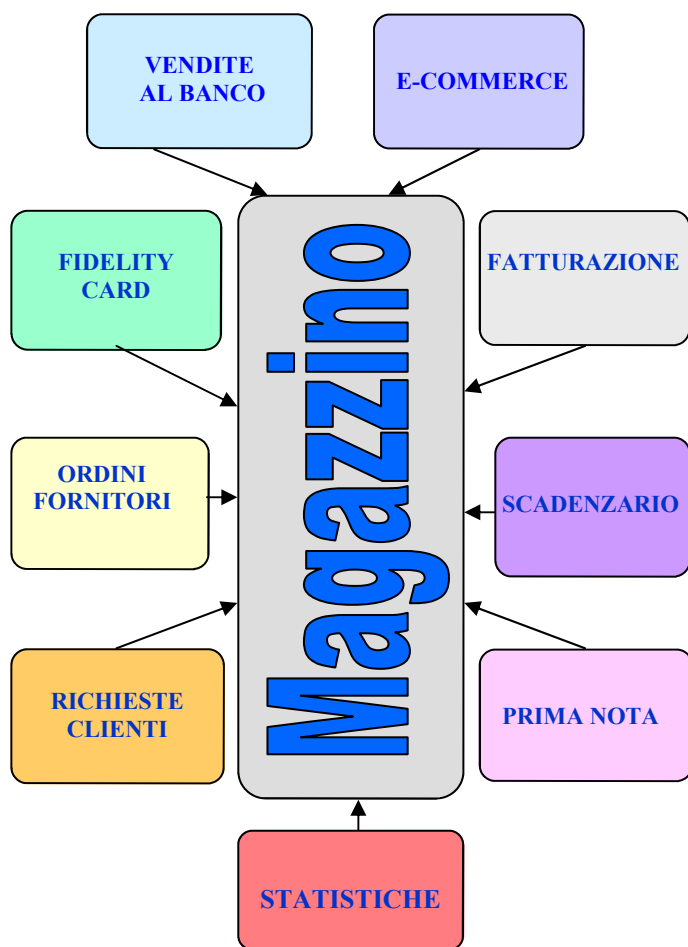 VENDITE
AL BANCO
E-COMMERCE
FIDELITY
CARD
Magazzino
FATTURAZIONE
ORDINI
FORNITORI
SCADENZARIO
RICHIESTE
CLIENTI
PRIMA NOTA
STATISTICHE